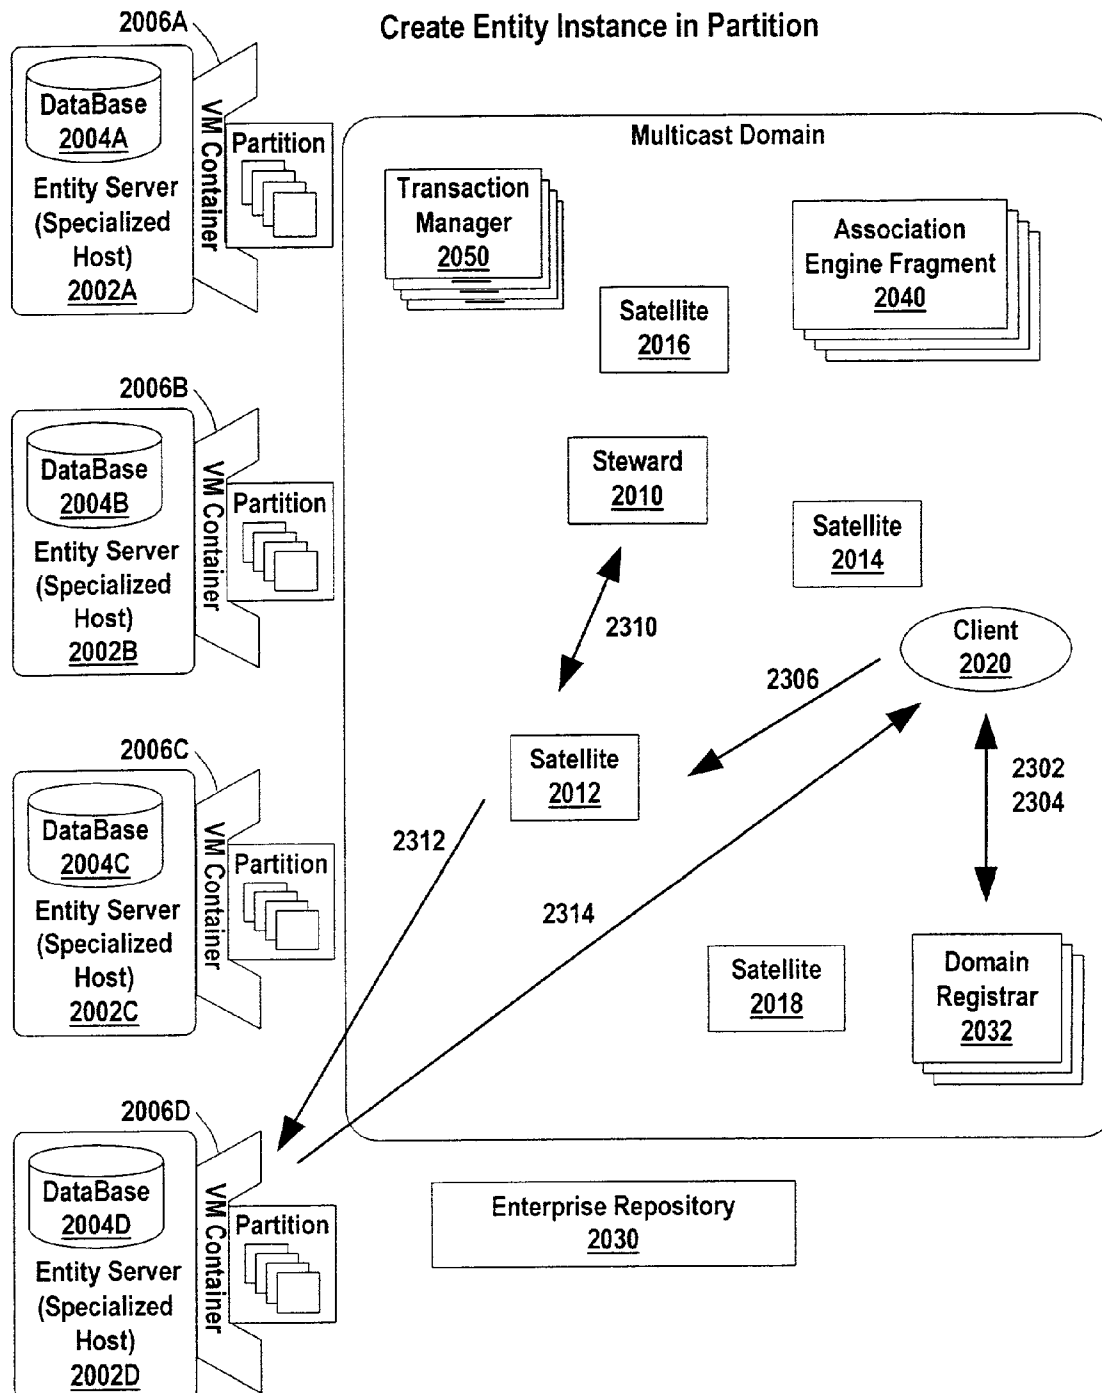 2006A
Create Entity Instance in Partition
DataBase
2004A
Entity Server
(Specialized
Host)
2002A
VM Container
Partition
Multicast Domain
Transaction
Manager
2050
Association
Engine Fragment
2040
Satellite
2016
2006B
DataBase
2004B
Entity Server
(Specialized
Host)
2002B
VM Container
Partition
Steward
2010
Satellite
2014
2310
Client
2020
2306
2006C
DataBase
2004C
Entity Server
(Specialized
Host)
2002C
VM Container
Partition
Satellite
2012
2302
2304
2312
2314
Satellite
2018
Domain
Registrar
2032
2006D
DataBase
2004D
Entity Server
(Specialized
Host)
2002D
VM Container
Partition
Enterprise Repository
2030